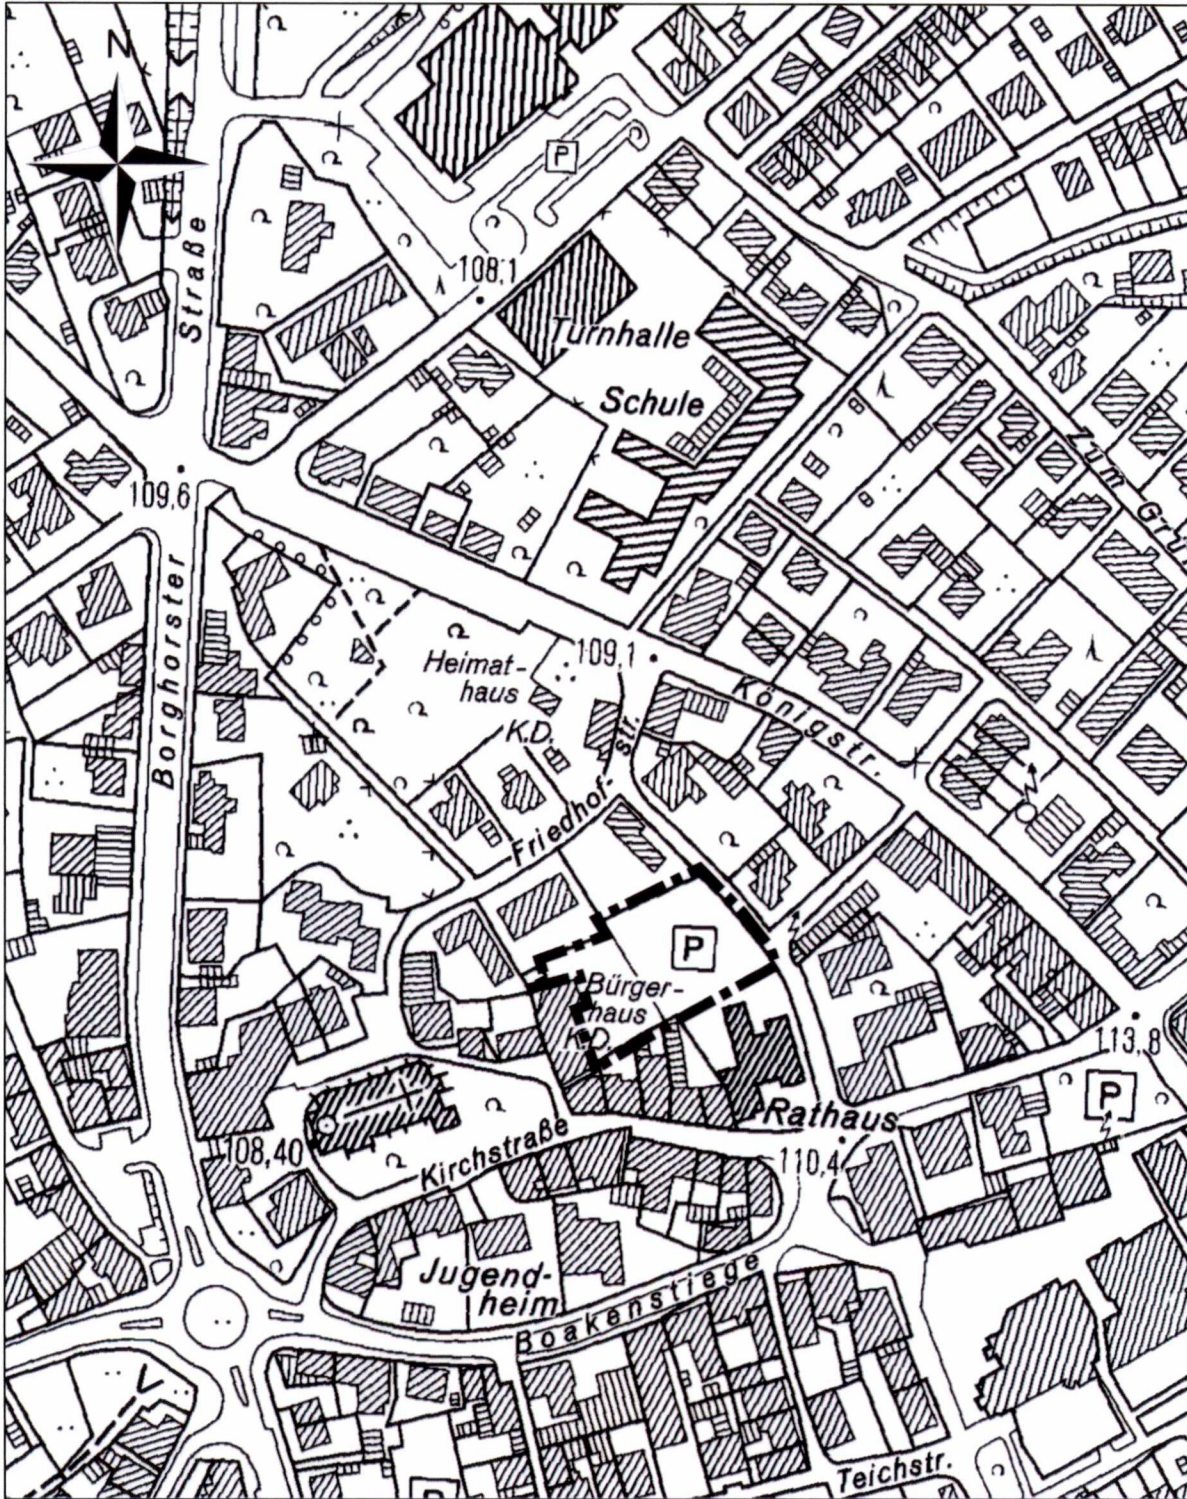 N
P
Straße
108,1
Turnhalle
Schule
Zum
109,6
Borghorster
109,1
Heimat-
haus
K.D.
Königstr.
Friedhof-
str.
P
Bürger-
haus
K.D.
113,8
P
Rathaus
108,40
Kirchstraße
110,4
Jugend-
heim
Boakenstiege
Teichstr.